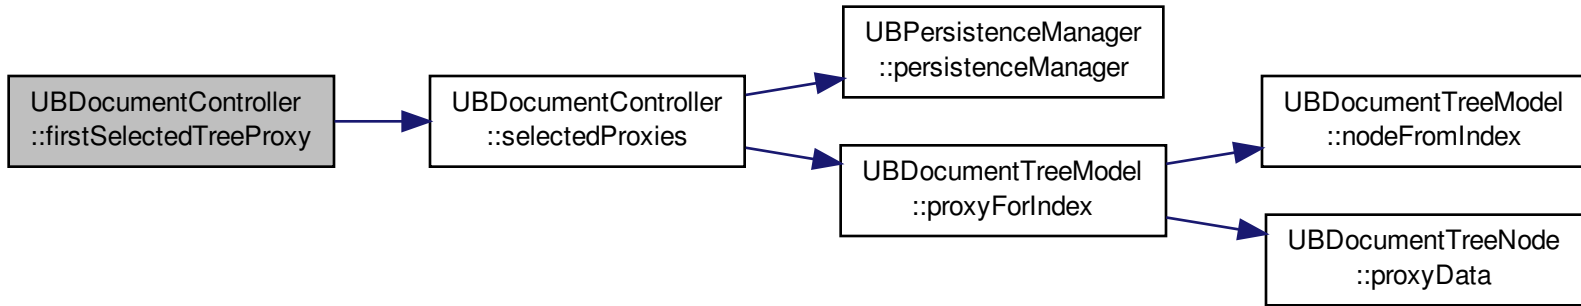 UBDocumentController
::firstSelectedTreeProxy
UBDocumentController
::selectedProxies
UBPersistenceManager
::persistenceManager
UBDocumentTreeModel
::proxyForIndex
UBDocumentTreeModel
::nodeFromIndex
UBDocumentTreeNode
::proxyData